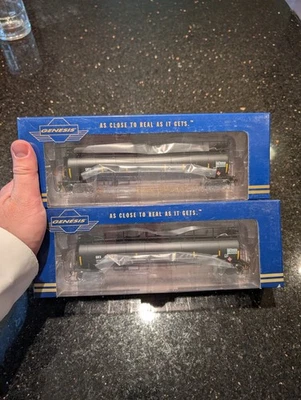 GENESIS
AS CLOSE TO REAL AS IT GETS.™
GENESIS
AS CLOSE TO REAL AS IT GETS.™